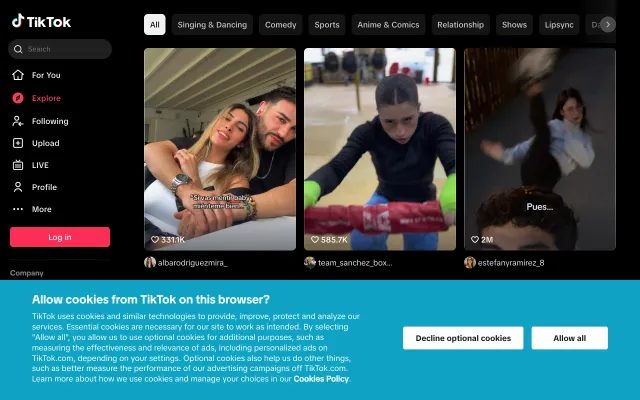 TikTok
Search
For You
Explore
Following
Upload
LIVE
Profile
More
Log in
Company
All
Singing & Dancing
Comedy
Sports
Anime & Comics
Relationship
Shows
Lipsync
"Si vas menú, baby
miénteme bien...
331.1K
albarodriguezmira_
585.7K
team_sanchez_box...
Pues...
2M
estefanyramirez_8
Allow cookies from TikTok on this browser?
TikTok uses cookies and similar technologies to provide, improve, protect and analyze our
services. Essential cookies are necessary for our site to work as intended. By selecting
"Allow all", you allow us to use optional cookies for additional purposes, such as
measuring the effectiveness and relevance of ads, including personalized ads on
TikTok.com, depending on your settings. Optional cookies also help us do other things,
such as better measure the performance of our advertising campaigns off TikTok.com.
Learn more about how we use cookies and manage your choices in our Cookies Policy.
Decline optional cookies
Allow all